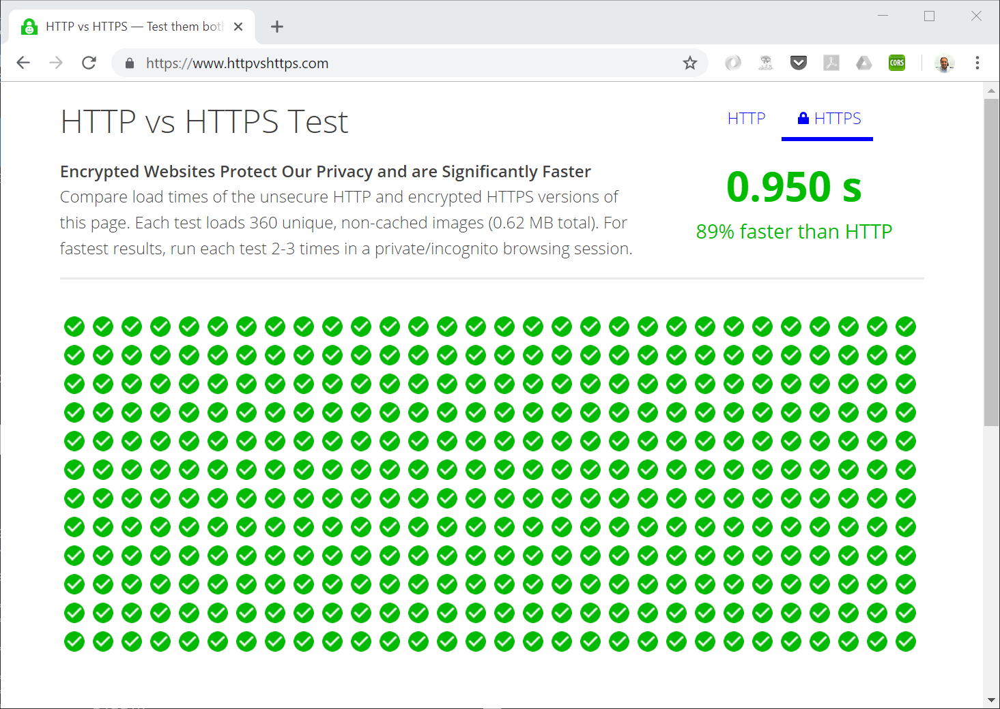 HTTP vs HTTPS — Test them both
https://www.httpvshttps.com
CORS
HTTP vs HTTPS Test
HTTP
HTTPS
Encrypted Websites Protect Our Privacy and are Significantly Faster
Compare load times of the unsecure HTTP and encrypted HTTPS versions of
this page. Each test loads 360 unique, non-cached images (0.62 MB total). For
fastest results, run each test 2-3 times in a private/incognito browsing session.
0.950 s
89% faster than HTTP